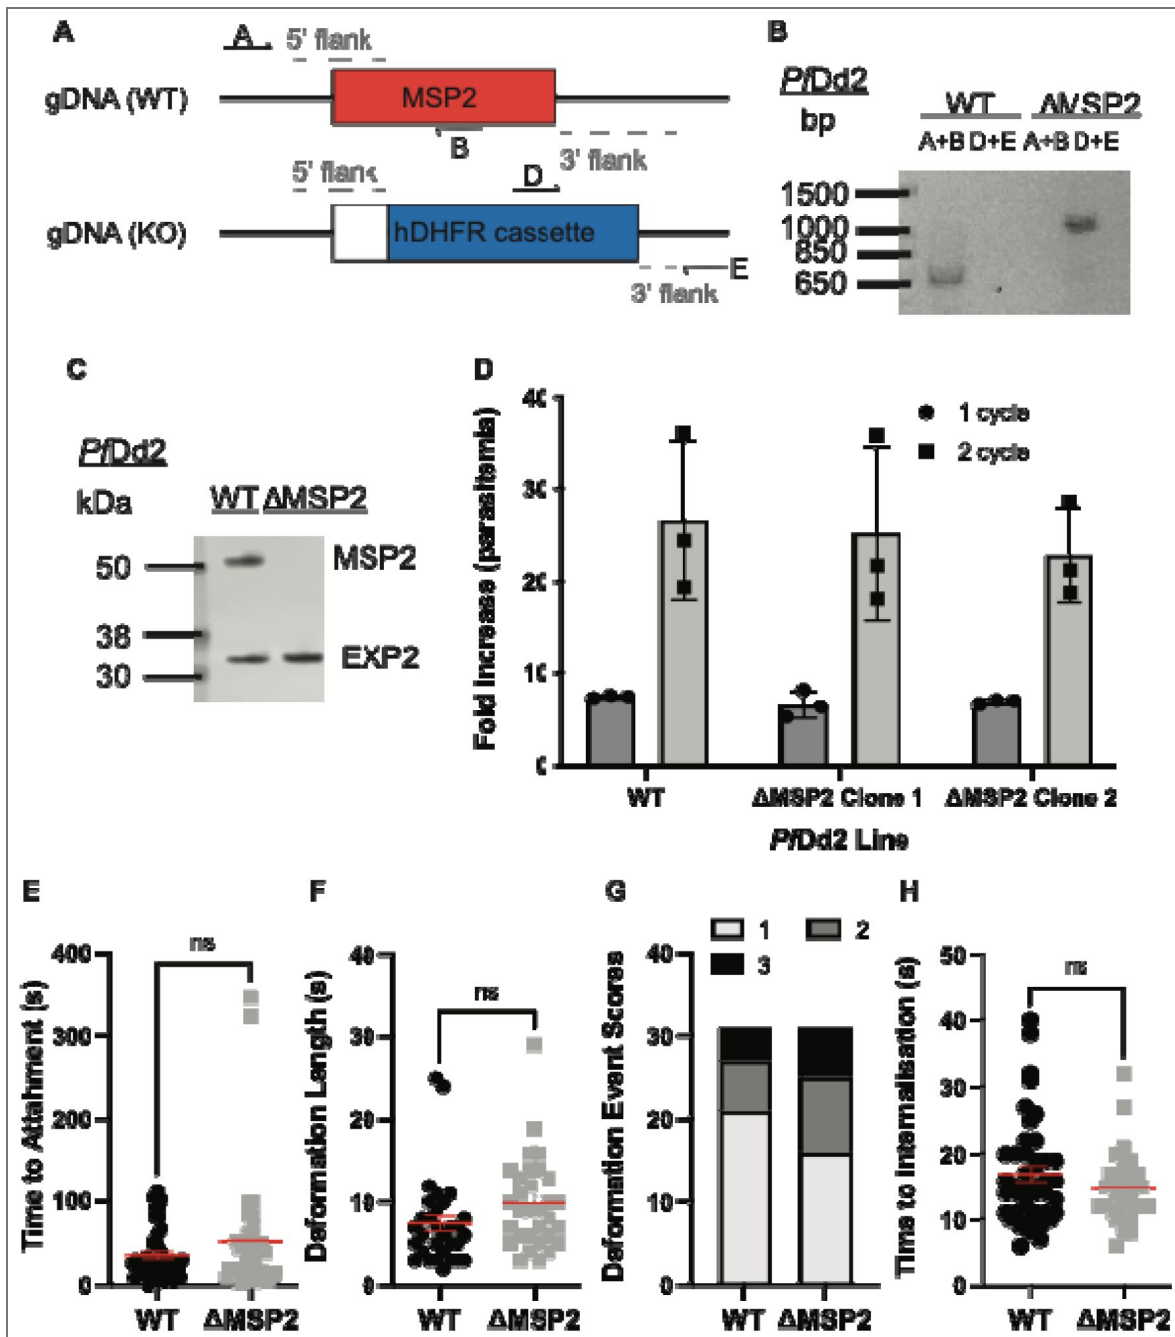 A
A
5' flank
gDNA (WT)
MSP2
B
3' flank
5' flank
D
gDNA (KO)
hDHFR cassette
E
3' flank
B
PfDd2
bp
WT ΔMSP2
A+B D+E A+B D+E
1500
1000
850
650
C
PfDd2
kDa
WT ΔMSP2
50
MSP2
38
30
EXP2
D
Fold increase (parasitemia)
40
30
20
10
0
1 cycle
2 cycle
WT
ΔMSP2 Clone 1
ΔMSP2 Clone 2
PfDd2 Line
E
Time to Attahment (s)
400
300
200
100
0
ns
WT ΔMSP2
F
Deformation Length (s)
40
30
20
10
0
ns
WT ΔMSP2
G
1 2
3
Deformation Event Scores
40
30
20
10
0
WT ΔMSP2
H
Time to Internalisation (s)
50
40
30
20
10
0
ns
WT ΔMSP2